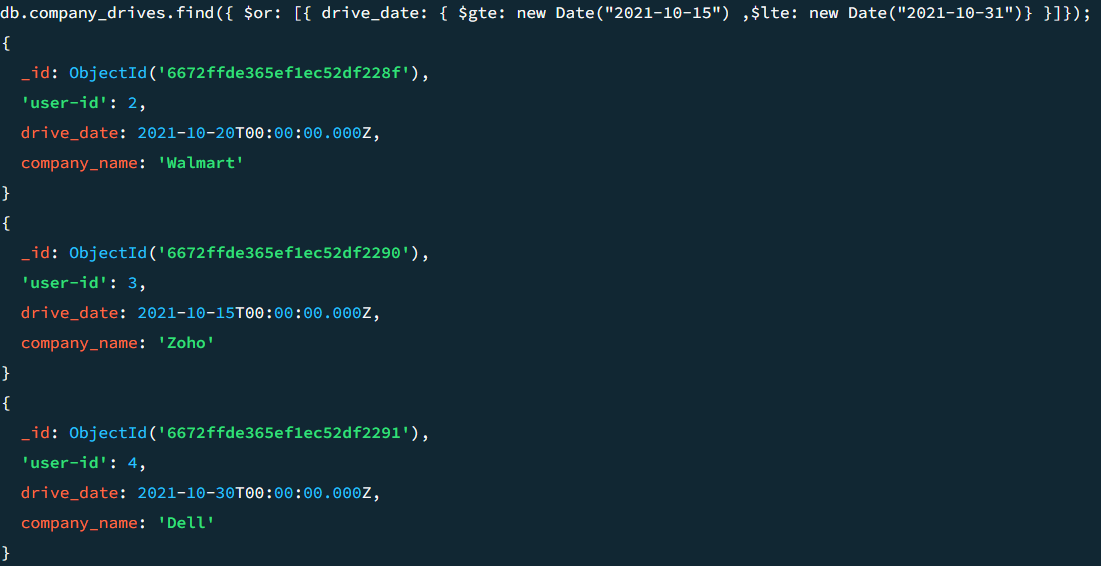 db.company_drives.find({ $or: [{ drive_date: { $gte: new Date("2021-10-15") ,$lte: new Date("2021-10-31")} }]});
{
  _id: ObjectId('6672ffde365ef1ec52df228f'),
  'user-id': 2,
  drive_date: 2021-10-20T00:00:00.000Z,
  company_name: 'Walmart'
}
{
  _id: ObjectId('6672ffde365ef1ec52df2290'),
  'user-id': 3,
  drive_date: 2021-10-15T00:00:00.000Z,
  company_name: 'Zoho'
}
{
  _id: ObjectId('6672ffde365ef1ec52df2291'),
  'user-id': 4,
  drive_date: 2021-10-30T00:00:00.000Z,
  company_name: 'Dell'
}